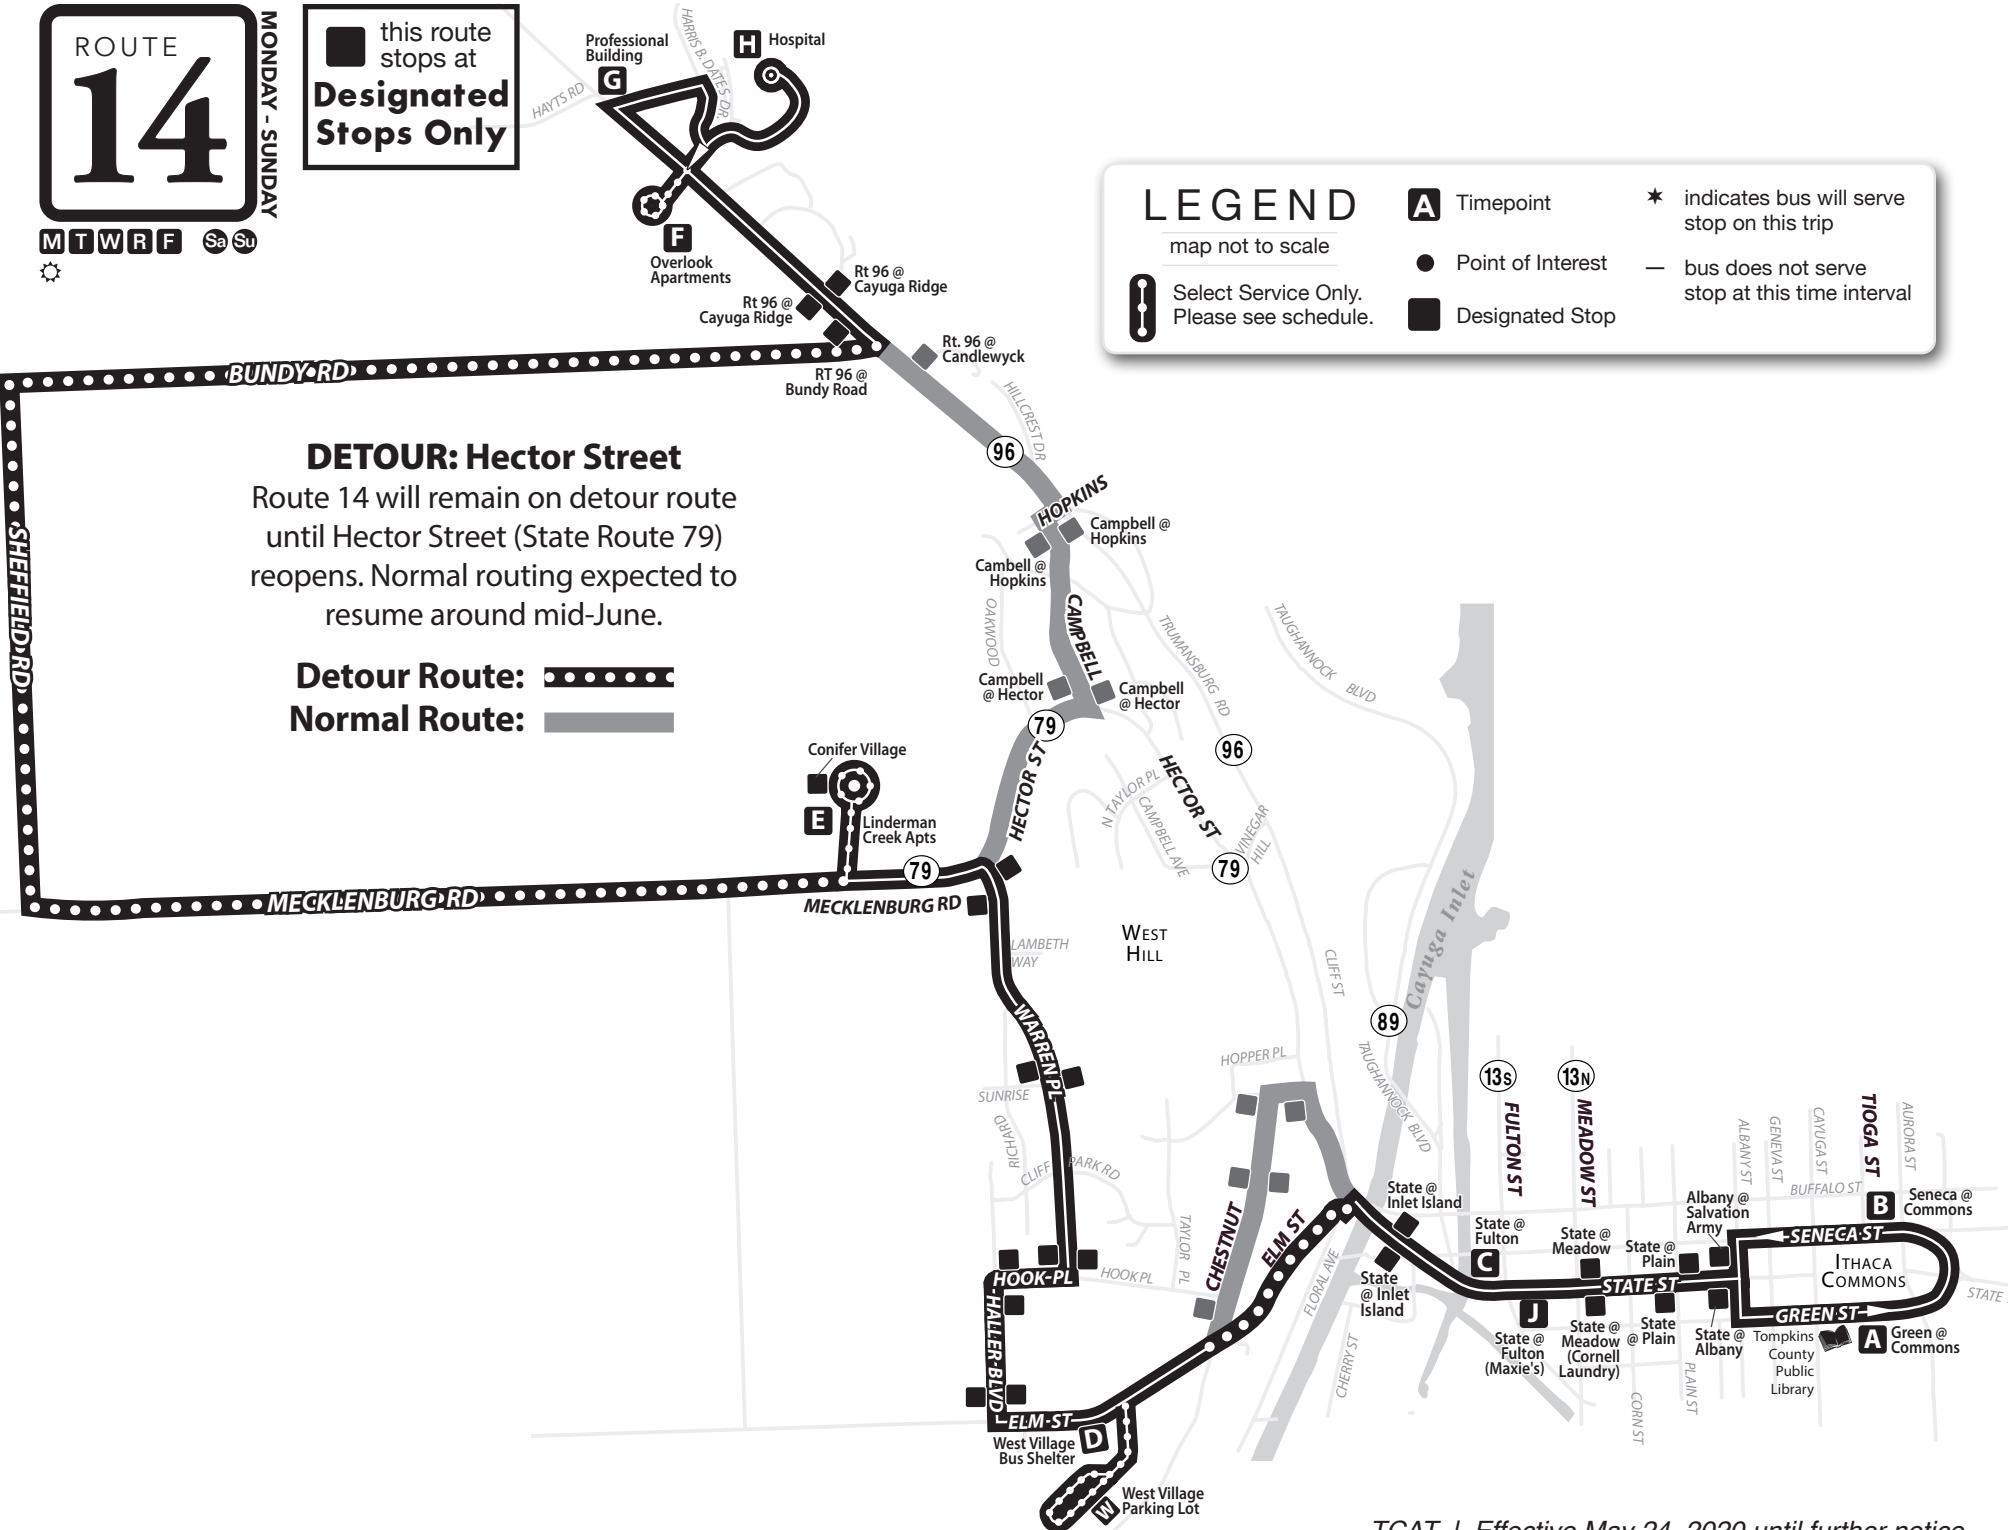 ROUTE
14
MONDAY - SUNDAY
M T W R F Sa Su
this route
stops at
Designated
Stops Only
Professional
Building
G
HARRIS B. DATES DR.
H Hospital
HAYTS RD
F
Overlook
Apartments
Rt 96 @
Cayuga Ridge
Rt 96 @
Cayuga Ridge
Rt. 96 @
Candlewyck
RT 96 @
Bundy Road
BUNDY RD
LEGEND
map not to scale
Select Service Only.
Please see schedule.
A Timepoint
Point of Interest
Designated Stop
indicates bus will serve
stop on this trip
— bus does not serve
stop at this time interval
DETOUR: Hector Street
Route 14 will remain on detour route
until Hector Street (State Route 79)
reopens. Normal routing expected to
resume around mid-June.
Detour Route:
Normal Route:
SHEFFIELD RD
HILLCREST DR
96
HOPKINS
Campbell @
Hopkins
Cambell @
Hopkins
OAKWOOD
CAMPBELL
TRUMANSBURG RD
TAUGHANNOCK BLVD
Campbell
@ Hector
Campbell
@ Hector
79
96
HECTOR ST
HECTOR ST
N TAYLOR PL
CAMPBELL AVE
VINEGAR
HILL
79
Conifer Village
E
Linderman
Creek Apts
79
MECKLENBURG RD
MECKLENBURG RD
LAMBETH
WAY
WEST
HILL
CLIFF ST
Cayuga Inlet
89
TAUGHANNOCK BLVD
WARREN PL
SUNRISE
RICHARD
CLIFF PARK RD
HOPPER PL
13S
FULTON ST
13N
MEADOW ST
ALBANY ST
GENEVA ST
CAYUGA ST
TIOGA ST
AURORA ST
BUFFALO ST
HOOK PL
HOOK PL
TAYLOR PL
CHESTNUT
ELM ST
FLORAL AVE
CHERRY ST
State @
Inlet Island
State
@ Inlet
Island
State @
Fulton
C
J
State @
Fulton
(Maxie's)
State @
Meadow
State @
Meadow
(Cornell
Laundry)
State @
Plain
State
@ Plain
Albany @
Salvation
Army
State @
Albany
STATE ST
B Seneca @
Commons
SENECA ST
ITHACA
COMMONS
GREEN ST
STATE
A Green @
Commons
Tompkins
County
Public
Library
PLAIN ST
CORN ST
HALLER BLVD
ELM ST
D
West Village
Bus Shelter
W West Village
Parking Lot
TCAT | Effective May 24, 2020 until further notice